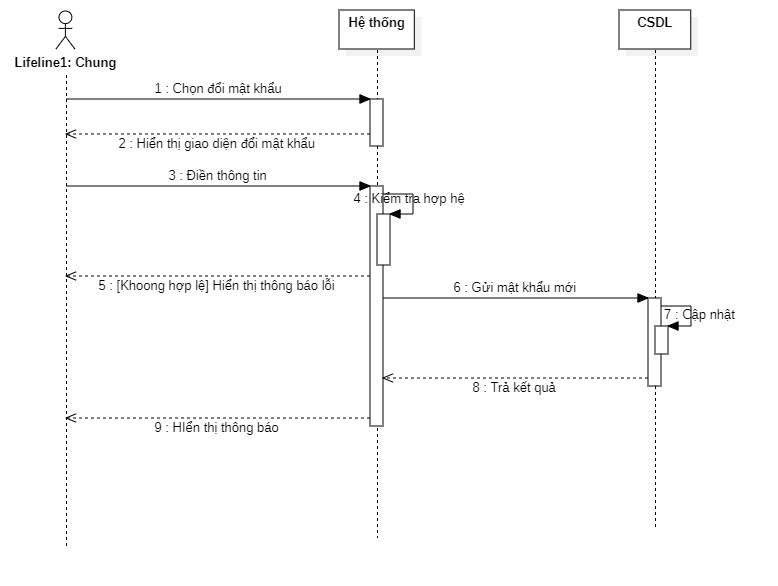 Hệ thống
CSDL
Lifeline1: Chung
1 : Chọn đổi mật khẩu
2 : Hiển thị giao diện đổi mật khẩu
3 : Điền thông tin
4 : Kiểm tra hợp hệ
5 : [Khoong hợp lệ] Hiển thị thông báo lỗi
6 : Gửi mật khẩu mới
7 : Cập nhật
8 : Trả kết quả
9 : HIển thị thông báo